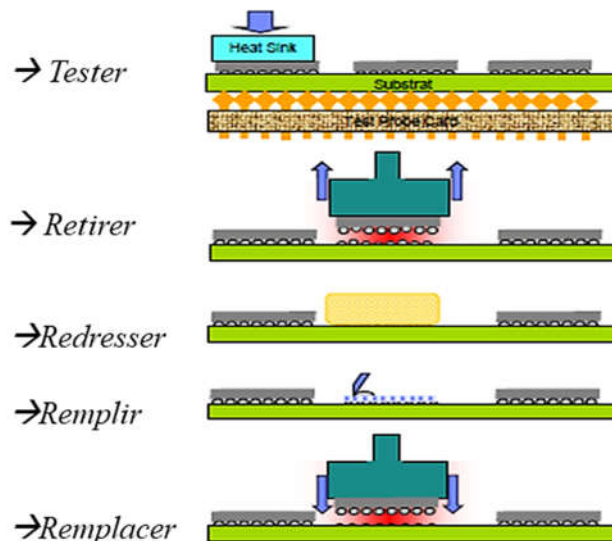 Heat Sink
→ Tester
Substrat
Test Probe Card
→ Retirer
→Redresser
→Remplir
→Remplacer